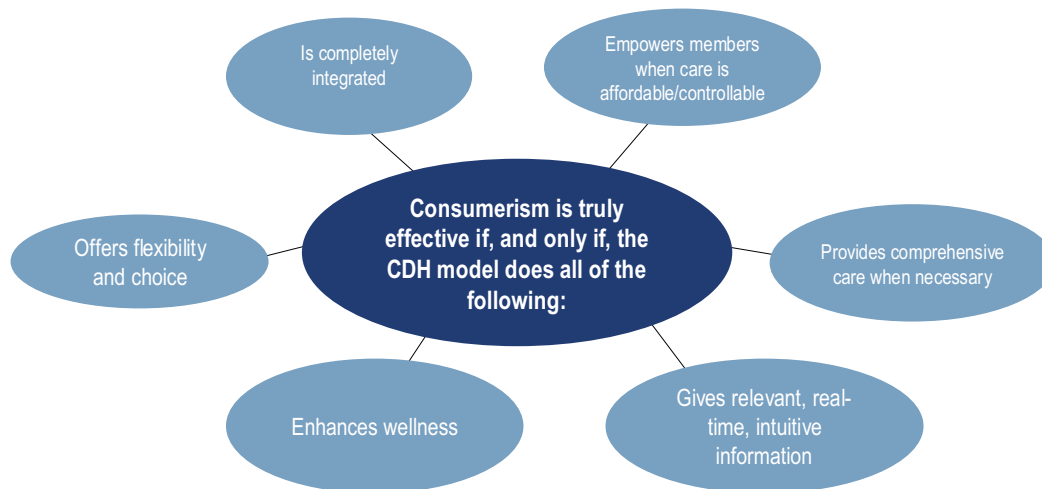 Is completely
integrated
Empowers members
when care is
affordable/controllable
Consumerism is truly
effective if, and only if, the
CDH model does all of the
following:
Offers flexibility
and choice
Provides comprehensive
care when necessary
Enhances wellness
Gives relevant, real-
time, intuitive
information